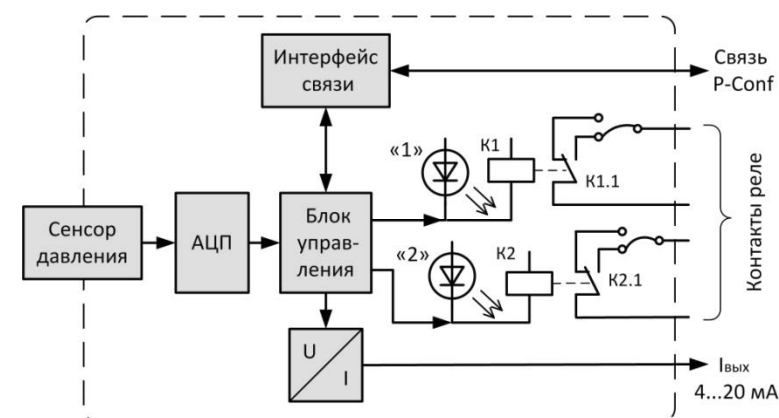 Интерфейс
связи
Связь
P-Conf
«1»
К1
К1.1
Сенсор
давления
АЦП
Блок
управ-
ления
«2»
К2
К2.1
Контакты реле
U
I
Iвых
4...20 мА